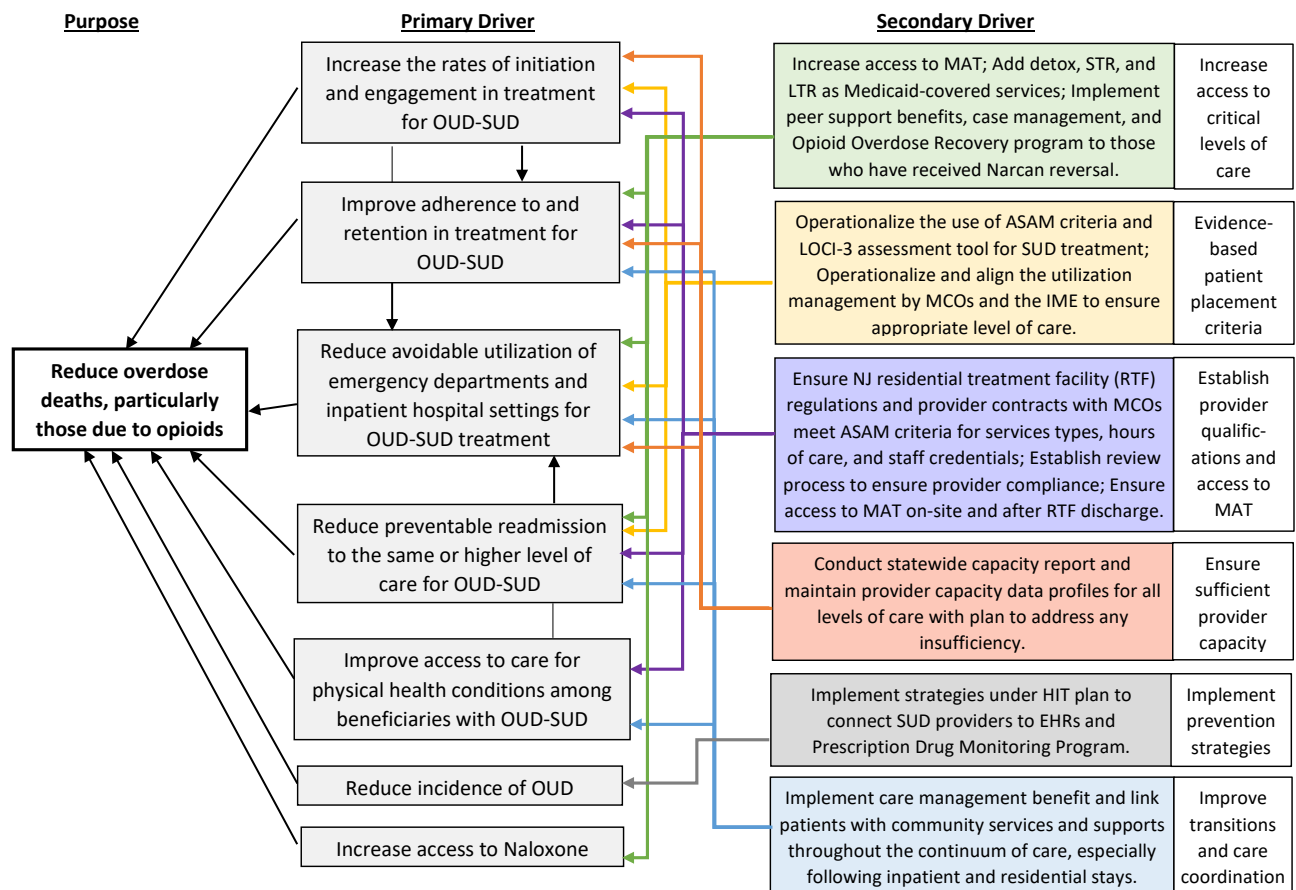 Purpose
Primary Driver
Secondary Driver
Increase the rates of initiation
and engagement in treatment
for OUD-SUD
Improve adherence to and
retention in treatment for
OUD-SUD
Reduce avoidable utilization of
emergency departments and
inpatient hospital settings for
OUD-SUD treatment
Reduce overdose
deaths, particularly
those due to opioids
Reduce preventable readmission
to the same or higher level of
care for OUD-SUD
Improve access to care for
physical health conditions among
beneficiaries with OUD-SUD
Reduce incidence of OUD
Increase access to Naloxone
Increase access to MAT; Add detox, STR, and
LTR as Medicaid-covered services; Implement
peer support benefits, case management, and
Opioid Overdose Recovery program to those
who have received Narcan reversal.
Increase
access to
critical
levels of
care
Operationalize the use of ASAM criteria and
LOCI-3 assessment tool for SUD treatment;
Operationalize and align the utilization
management by MCOs and the IME to ensure
appropriate level of care.
Evidence-
based
patient
placement
criteria
Ensure NJ residential treatment facility (RTF)
regulations and provider contracts with MCOs
meet ASAM criteria for services types, hours
of care, and staff credentials; Establish review
process to ensure provider compliance; Ensure
access to MAT on-site and after RTF discharge.
Establish
provider
qualific-
ations and
access to
MAT
Conduct statewide capacity report and
maintain provider capacity data profiles for all
levels of care with plan to address any
insufficiency.
Ensure
sufficient
provider
capacity
Implement strategies under HIT plan to
connect SUD providers to EHRs and
Prescription Drug Monitoring Program.
Implement
prevention
strategies
Implement care management benefit and link
patients with community services and supports
throughout the continuum of care, especially
following inpatient and residential stays.
Improve
transitions
and care
coordination